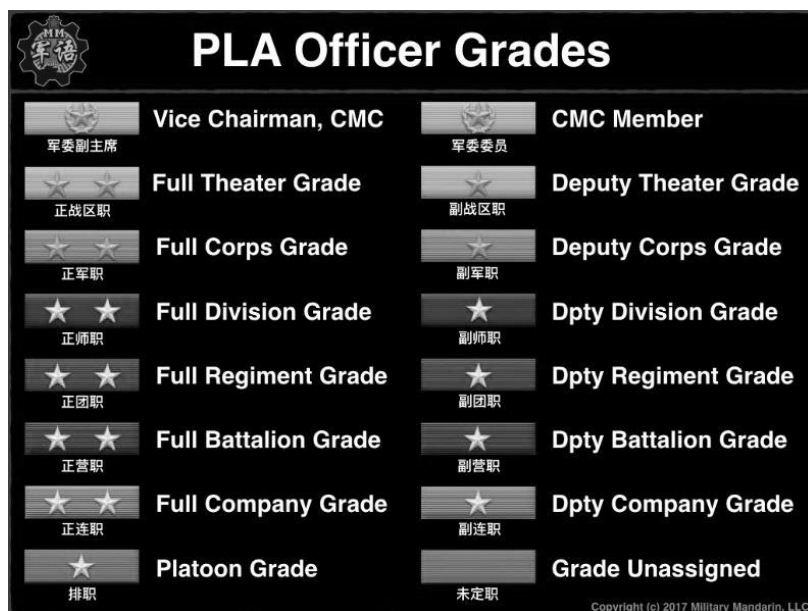 MM
军语
PLA Officer Grades
Vice Chairman, CMC
军委副主席
CMC Member
军委委员
Full Theater Grade
正战区职
Deputy Theater Grade
副战区职
Full Corps Grade
正军职
Deputy Corps Grade
副军职
Full Division Grade
正师职
Dpty Division Grade
副师职
Full Regiment Grade
正团职
Dpty Regiment Grade
副团职
Full Battalion Grade
正营职
Dpty Battalion Grade
副营职
Full Company Grade
正连职
Dpty Company Grade
副连职
Platoon Grade
排职
Grade Unassigned
未定职
Copyright (c) 2017 Military Mandarin, LLC